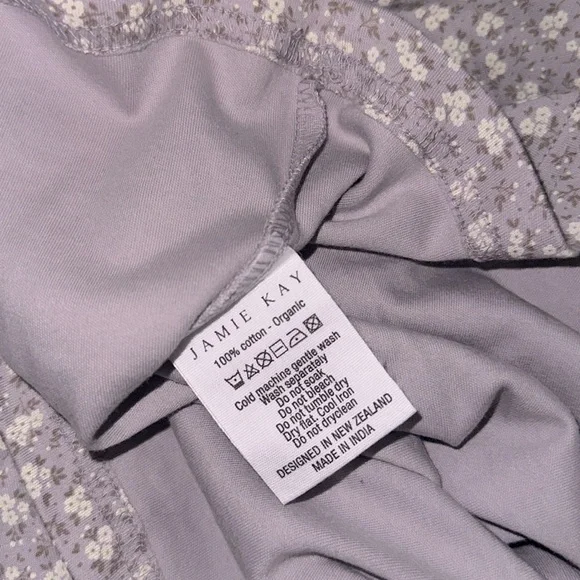 JAMIE KAY
100% cotton - Organic
Cold machine gentle wash
Wash separately
Do not soak
Do not bleach
Do not tumble dry
Dry flat. Cool iron
Do not dryclean
DESIGNED IN NEW ZEALAND
MADE IN INDIA